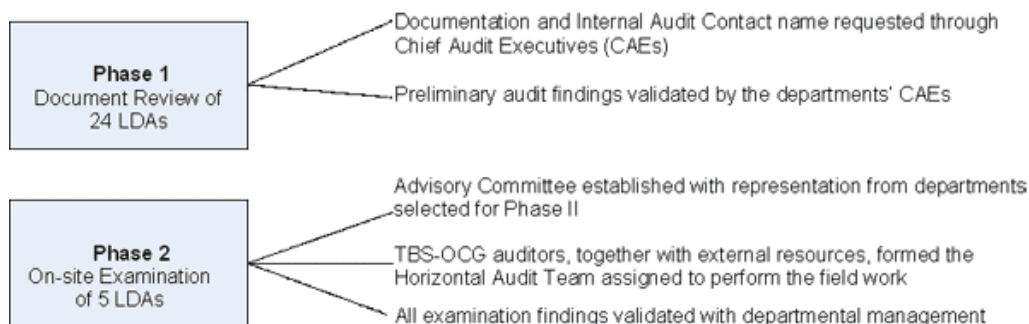 Documentation and Internal Audit Contact name requested through
Chief Audit Executives (CAEs)
Phase 1
Document Review of
24 LDAs
Preliminary audit findings validated by the departments' CAEs
Advisory Committee established with representation from departments
selected for Phase II
Phase 2
On-site Examination
of 5 LDAs
TBS-OCG auditors, together with external resources, formed the
Horizontal Audit Team assigned to perform the field work
All examination findings validated with departmental management